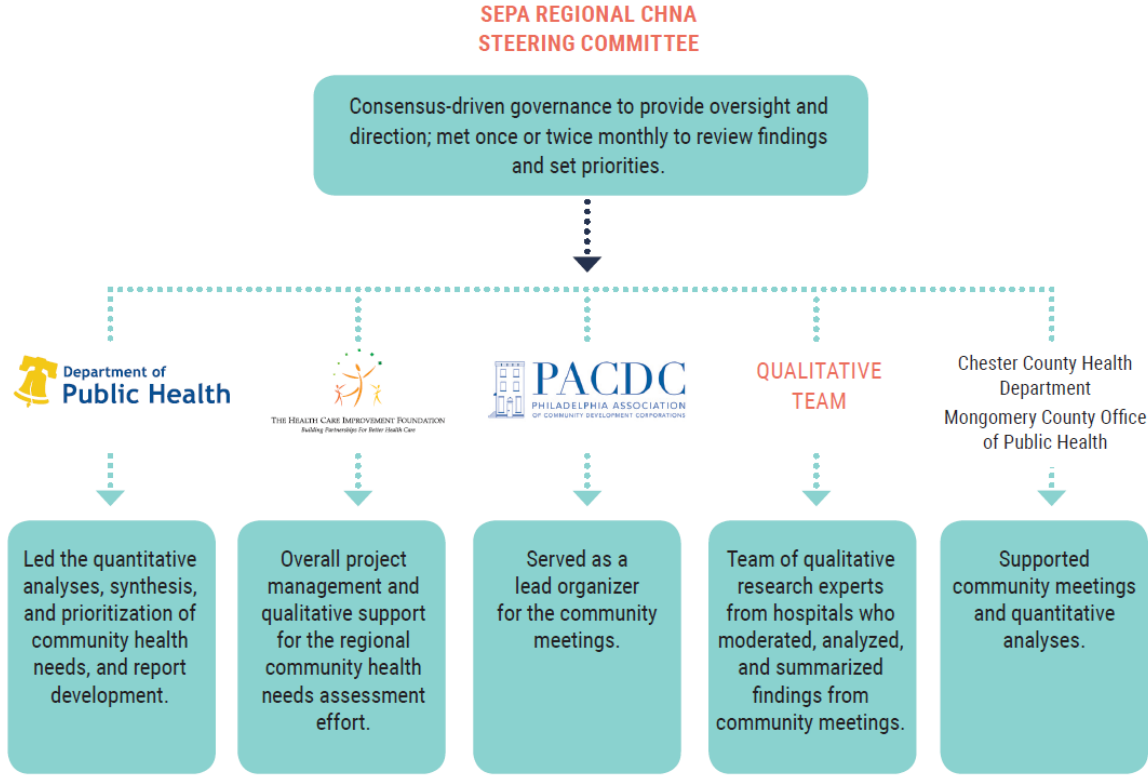 SEPA REGIONAL CHNA
STEERING COMMITTEE
Consensus-driven governance to provide oversight and
direction; met once or twice monthly to review findings
and set priorities.
Department of
Public Health
THE HEALTH CARE IMPROVEMENT FOUNDATION
Building Partnerships For Better Health Care
PACDC
PHILADELPHIA ASSOCIATION
OF COMMUNITY DEVELOPMENT CORPORATIONS
QUALITATIVE
TEAM
Chester County Health
Department
Mongomery County Office
of Public Health
Led the quantitative
analyses, synthesis,
and prioritization of
community health
needs, and report
development.
Overall project
management and
qualitative support
for the regional
community health
needs assessment
effort.
Served as a
lead organizer
for the community
meetings.
Team of qualitative
research experts
from hospitals who
moderated, analyzed,
and summarized
findings from
community meetings.
Supported
community meetings
and quantitative
analyses.